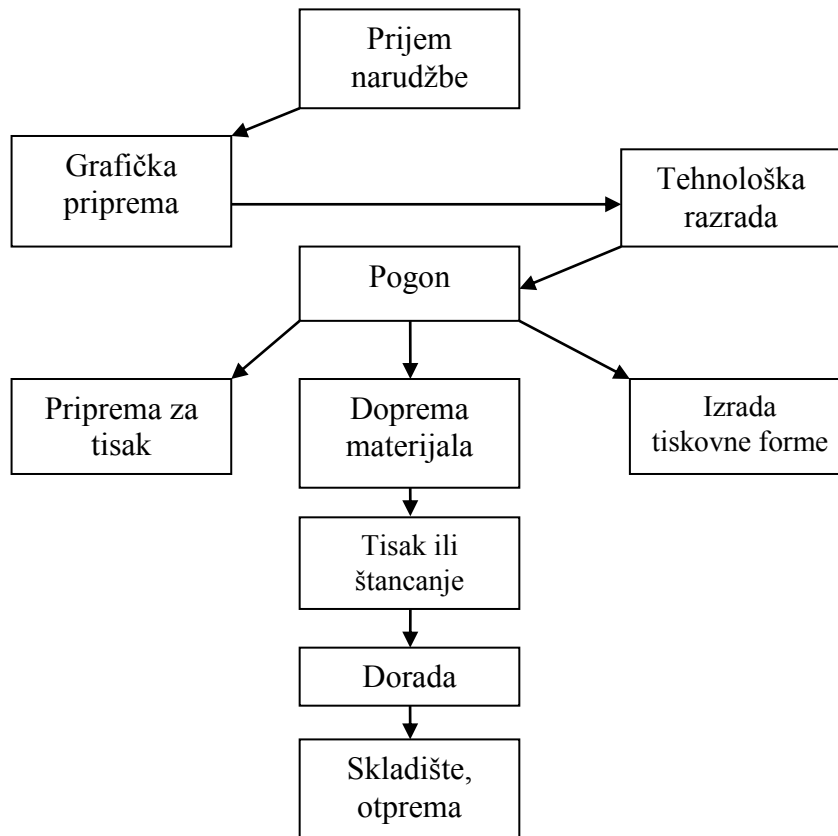 Prijem
narudžbe
Grafička
priprema
Tehnološka
razrada
Pogon
Priprema za
tisak
Doprema
materijala
Izrada
tiskovne forme
Tisak ili
štancanje
Dorada
Skladište,
otprema